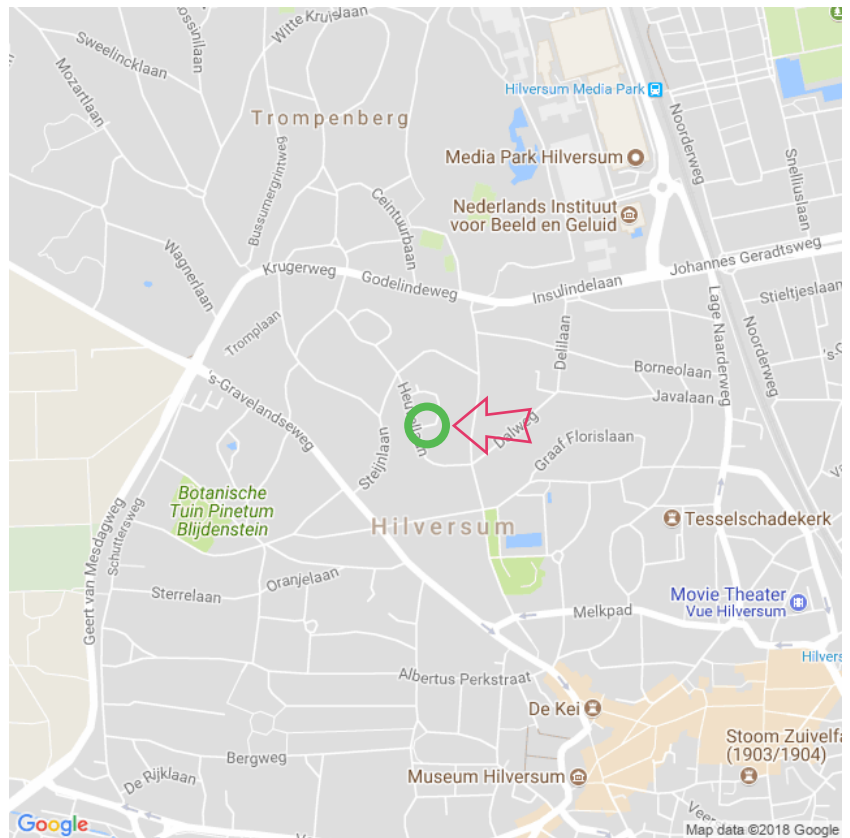 Witte Kruislaan
Sweelincklaan
Mozartlaan
Hilversum Media Park
Noorderweg
Trompenberg
Bussumergrintweg
Media Park Hilversum
Snelliuslaan
Ceintuurbaan
Nederlands Instituut
voor Beeld en Geluid
Wagnerlaan
Krugerweg
Godelindeweg
Insulindelaan
Johannes Geradtsweg
Stieltjeslaan
Lage Naarderweg
Noorderweg
Tromplaan
Delilaan
Borneolaan
Javalaan
's-Gravelandseweg
Dalweg
Graaf Florislaan
Steijnlaan
Botanische
Tuin Pinetum
Blijdenstein
Hilversum
Tesselschadekerk
Geert van Mesdagweg
Schuttersweg
Oranjelaan
Sterrelaan
Melkpad
Movie Theater
Vue Hilversum
Hilvers
Albertus Perkstraat
De Kei
Stoom Zuivelfa
(1903/1904)
Bergweg
De Rijklaan
Museum Hilversum
Google
Map data ©2018 Google